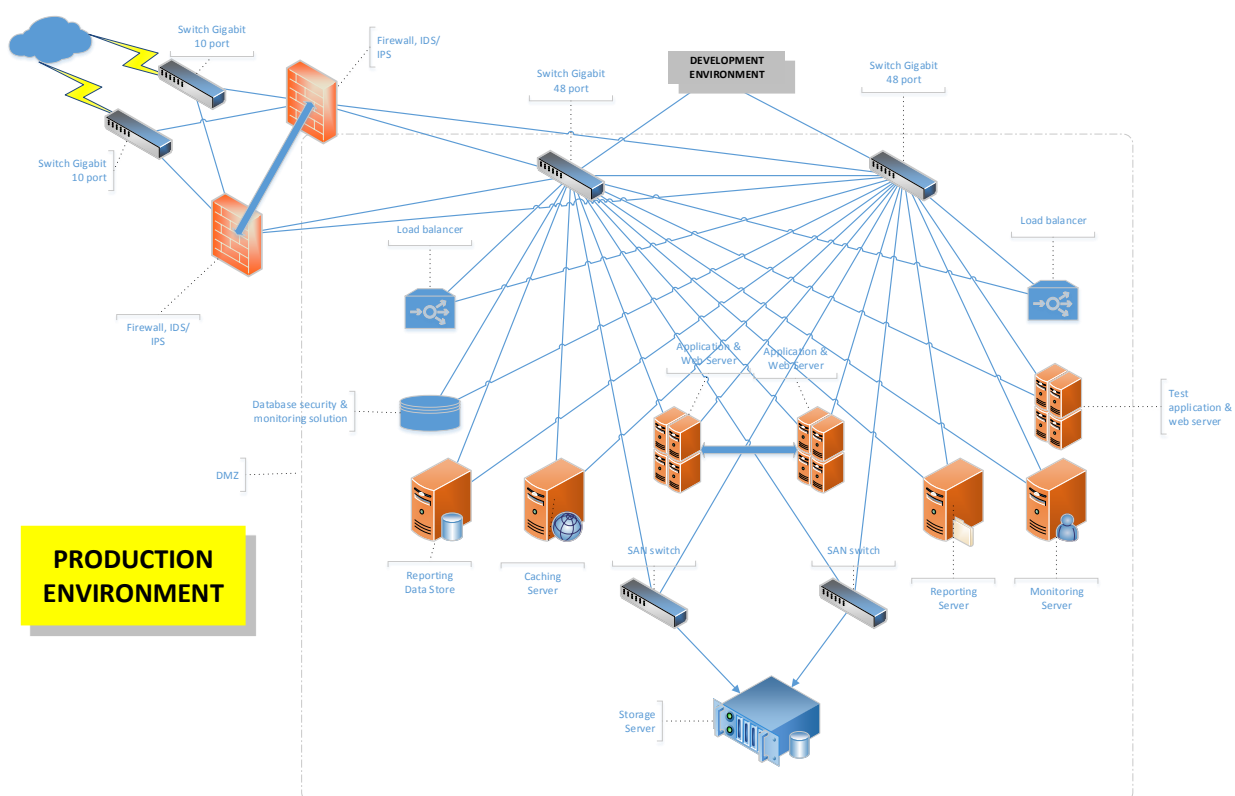 Switch Gigabit
10 port
Firewall, IDS/
IPS
DEVELOPMENT
ENVIRONMENT
Switch Gigabit
48 port
Switch Gigabit
48 port
Switch Gigabit
10 port
Load balancer
Load balancer
Firewall, IDS/
IPS
Application &
Web Server
Application &
Web Server
Database security &
monitoring solution
Test
application &
web server
DMZ
PRODUCTION
ENVIRONMENT
SAN switch
SAN switch
Reporting
Data Store
Caching
Server
Reporting
Server
Monitoring
Server
Storage
Server